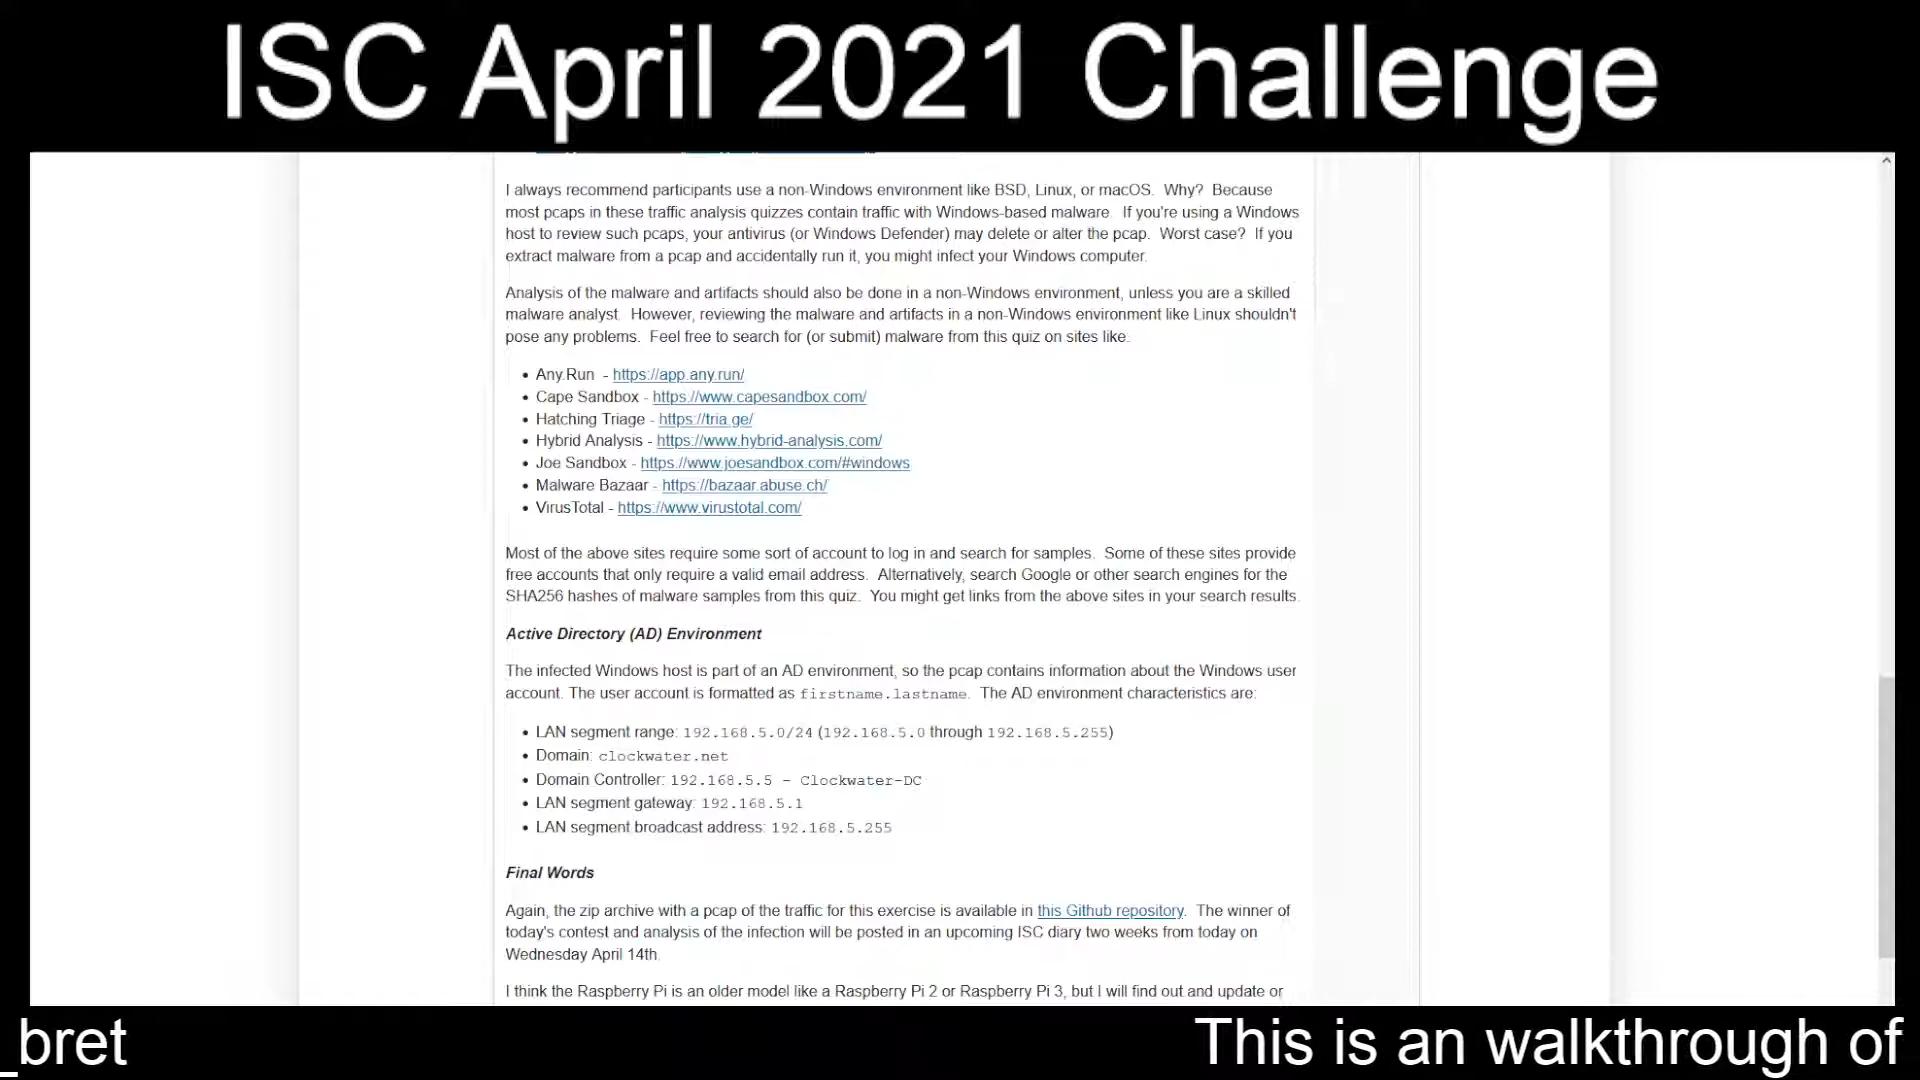 ISC April 2021 Challenge
I always recommend participants use a non-Windows environment like BSD, Linux, or macOS.  Why?  Because
most pcaps in these traffic analysis quizzes contain traffic with Windows-based malware.  If you're using a Windows
host to review such pcaps, your antivirus (or Windows Defender) may delete or alter the pcap.  Worst case?  If you
extract malware from a pcap and accidentally run it, you might infect your Windows computer.
Analysis of the malware and artifacts should also be done in a non-Windows environment, unless you are a skilled
malware analyst.  However, reviewing the malware and artifacts in a non-Windows environment like Linux shouldn't
pose any problems.  Feel free to search for (or submit) malware from this quiz on sites like:
• Any.Run - https://app.any.run/
• Cape Sandbox - https://www.capesandbox.com/
• Hatching Triage - https://tria.ge/
• Hybrid Analysis - https://www.hybrid-analysis.com/
• Joe Sandbox - https://www.joesandbox.com/#windows
• Malware Bazaar - https://bazaar.abuse.ch/
• VirusTotal - https://www.virustotal.com/
Most of the above sites require some sort of account to log in and search for samples.  Some of these sites provide
free accounts that only require a valid email address.  Alternatively, search Google or other search engines for the
SHA256 hashes of malware samples from this quiz.  You might get links from the above sites in your search results.
Active Directory (AD) Environment
The infected Windows host is part of an AD environment, so the pcap contains information about the Windows user
account. The user account is formatted as firstname.lastname.  The AD environment characteristics are:
• LAN segment range: 192.168.5.0/24 (192.168.5.0 through 192.168.5.255)
• Domain: clockwater.net
• Domain Controller: 192.168.5.5 - Clockwater-DC
• LAN segment gateway: 192.168.5.1
• LAN segment broadcast address: 192.168.5.255
Final Words
Again, the zip archive with a pcap of the traffic for this exercise is available in this Github repository.  The winner of
today's contest and analysis of the infection will be posted in an upcoming ISC diary two weeks from today on
Wednesday April 14th.
I think the Raspberry Pi is an older model like a Raspberry Pi 2 or Raspberry Pi 3, but I will find out and update or
_bret
This is an walkthrough of